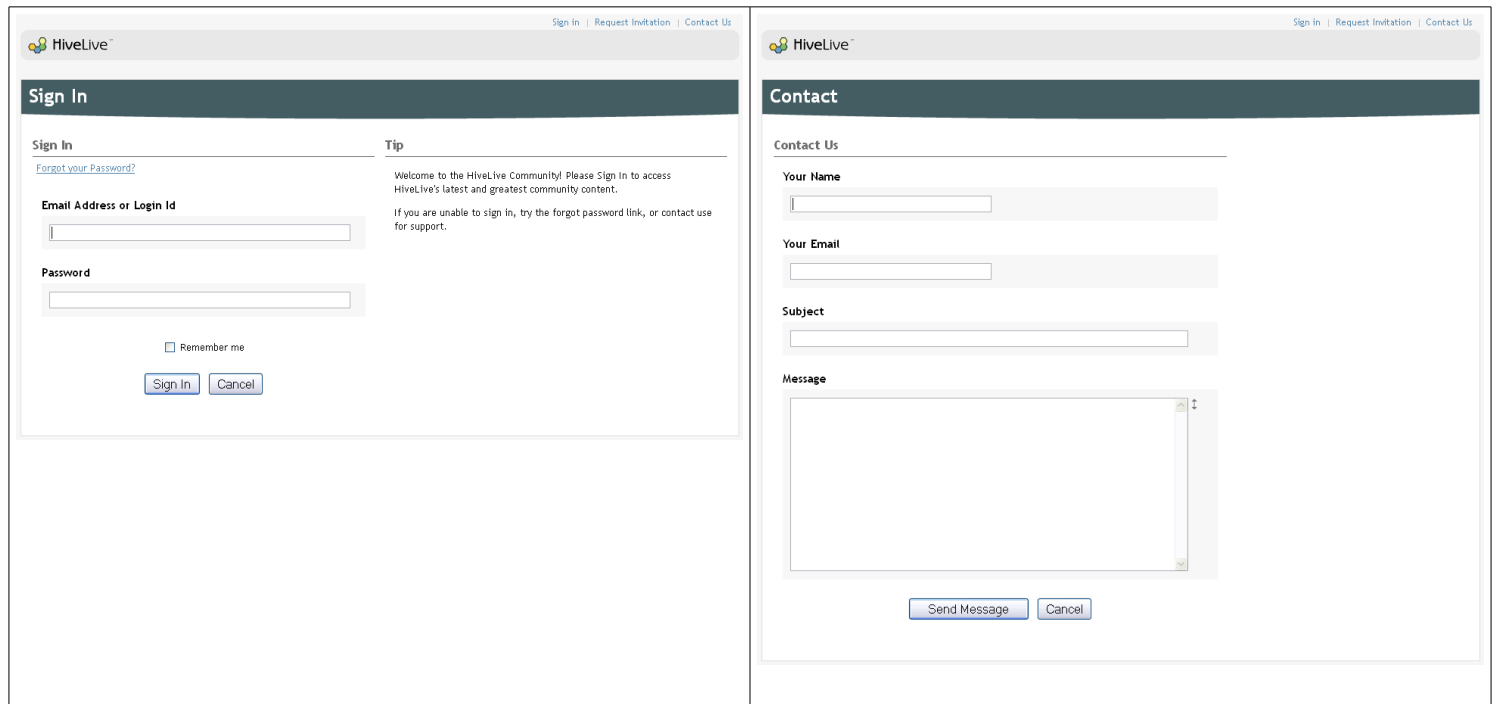 Sign in | Request Invitation | Contact Us
HiveLive™
Sign In
Sign In
Forgot your Password?
Email Address or Login Id
Password
Remember me
Sign In Cancel
Tip
Welcome to the HiveLive Community! Please Sign In to access
HiveLive's latest and greatest community content.
If you are unable to sign in, try the forgot password link, or contact use
for support.
Sign in | Request Invitation | Contact Us
HiveLive™
Contact
Contact Us
Your Name
Your Email
Subject
Message
Send Message Cancel